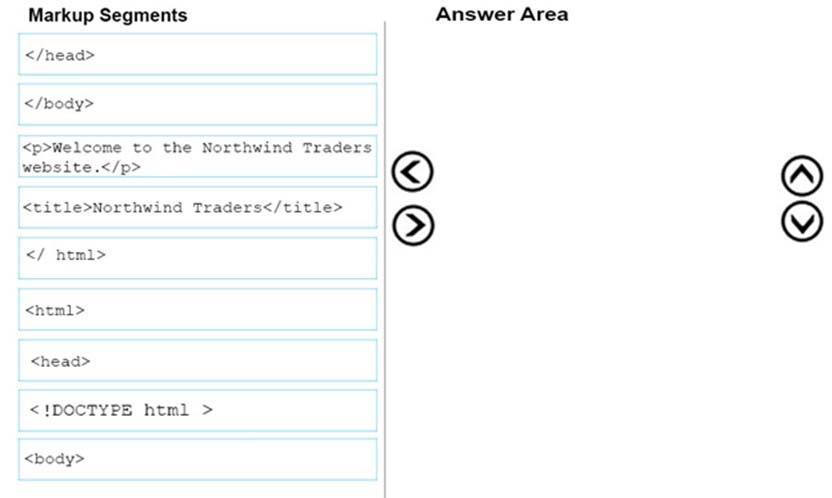 Markup Segments
Answer Area
</head>
</body>
<p>Welcome to the Northwind Traders
website.</p>
<title>Northwind Traders</title>
</ html>
<html>
<head>
<!DOCTYPE html >
<body>